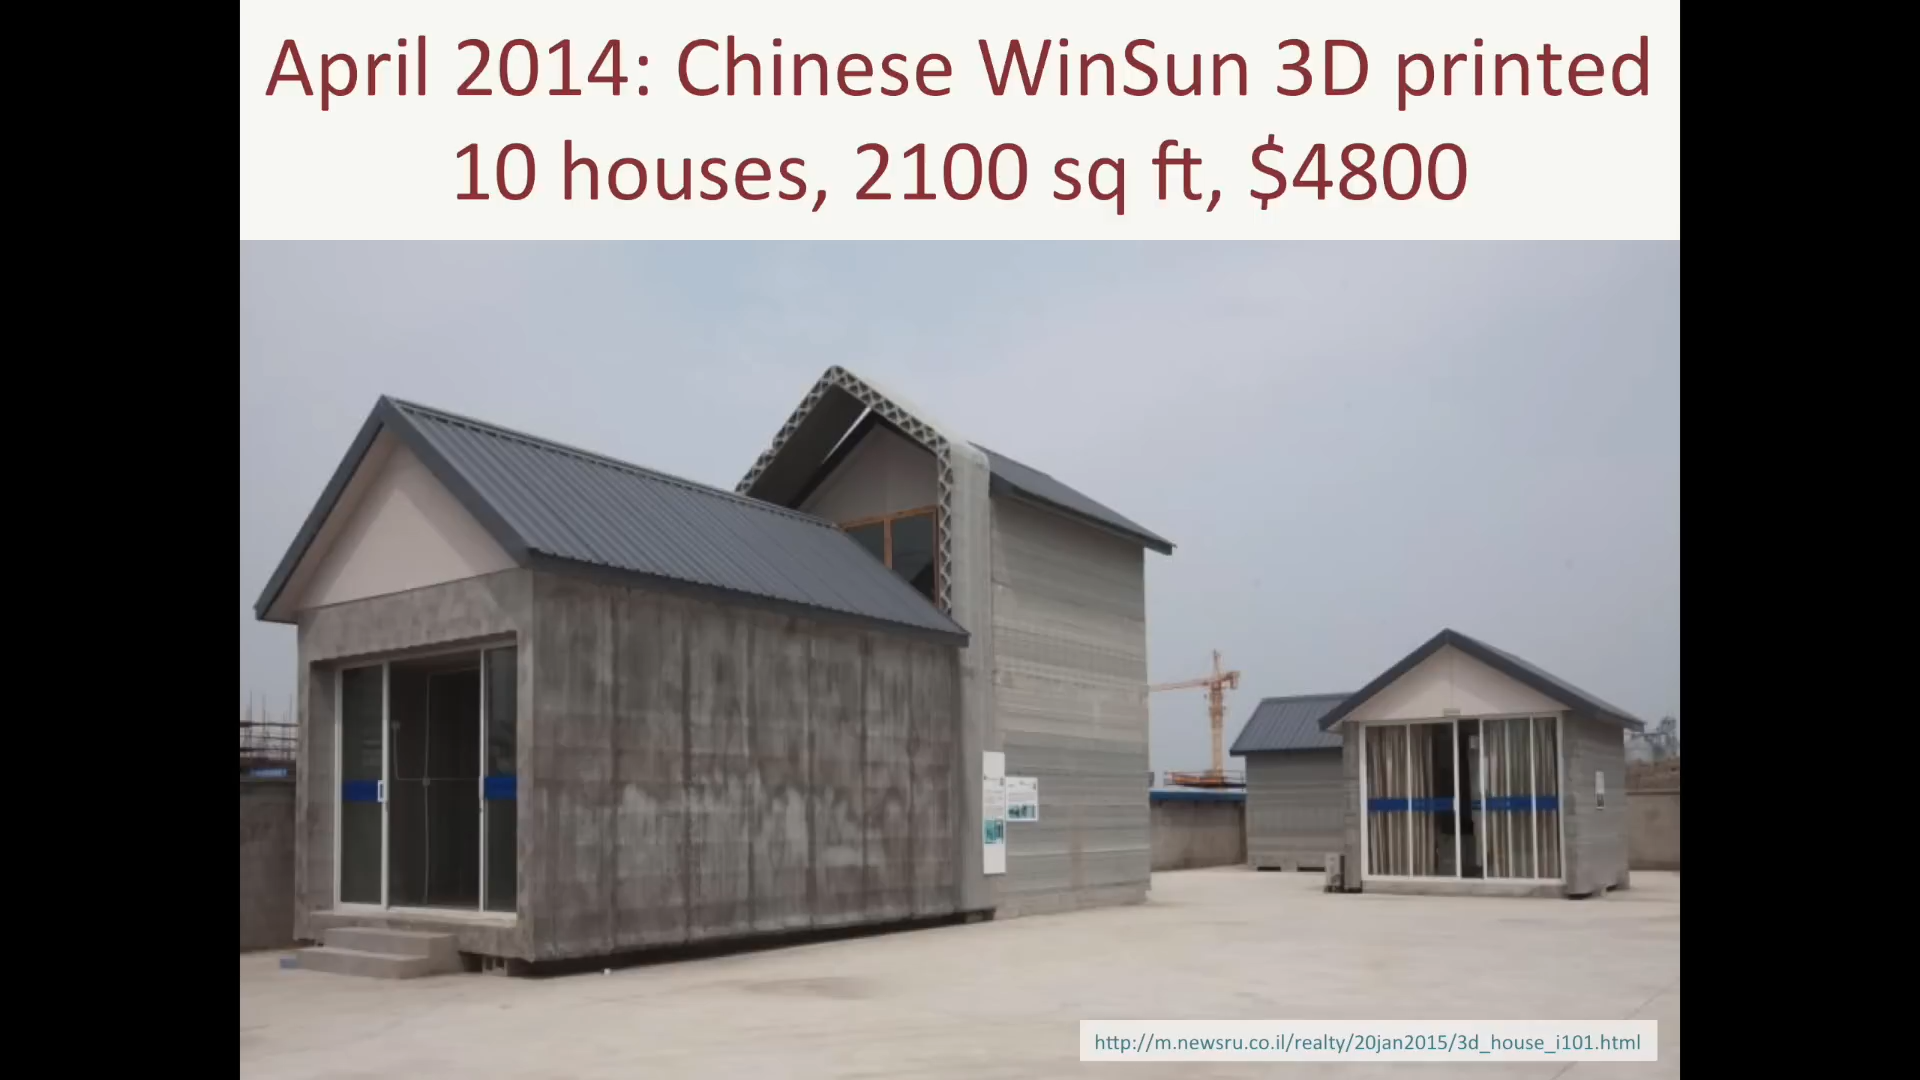 April 2014: Chinese WinSun 3D printed
10 houses, 2100 sq ft, $4800
http://m.newsru.co.il/realty/20jan2015/3d_house_i101.html